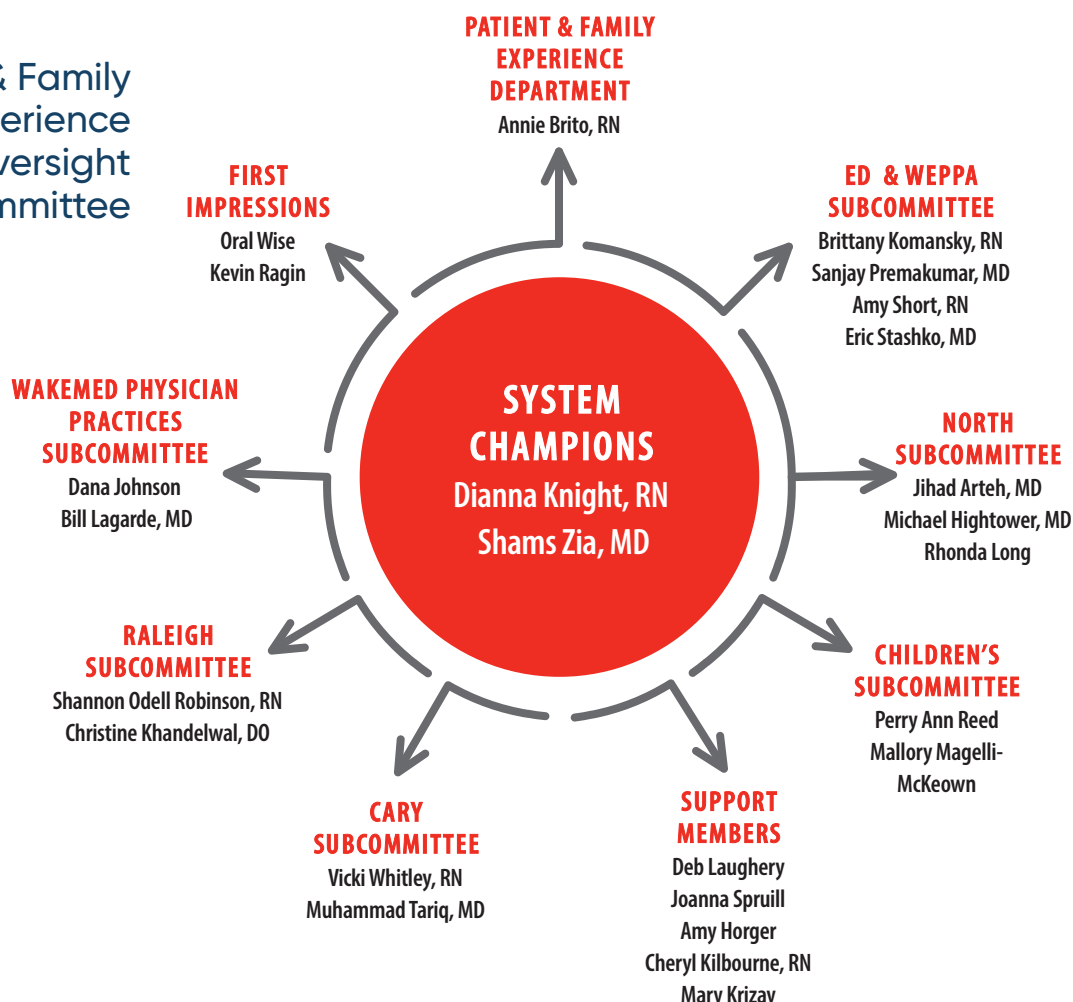 & Family
erience
versight
mmittee
PATIENT & FAMILY
EXPERIENCE
DEPARTMENT
Annie Brito, RN
FIRST
IMPRESSIONS
Oral Wise
Kevin Ragin
ED & WEPPA
SUBCOMMITTEE
Brittany Komansky, RN
Sanjay Premakumar, MD
Amy Short, RN
Eric Stashko, MD
WAKEMED PHYSICIAN
PRACTICES
SUBCOMMITTEE
Dana Johnson
Bill Lagarde, MD
SYSTEM
CHAMPIONS
Dianna Knight, RN
Shams Zia, MD
NORTH
SUBCOMMITTEE
Jihad Arteh, MD
Michael Hightower, MD
Rhonda Long
RALEIGH
SUBCOMMITTEE
Shannon Odell Robinson, RN
Christine Khandelwal, DO
CHILDREN’S
SUBCOMMITTEE
Perry Ann Reed
Mallory Magelli-
McKeown
CARY
SUBCOMMITTEE
Vicki Whitley, RN
Muhammad Tariq, MD
SUPPORT
MEMBERS
Deb Laughery
Joanna Spruill
Amy Horger
Cheryl Kilbourne, RN
Mary Krizay